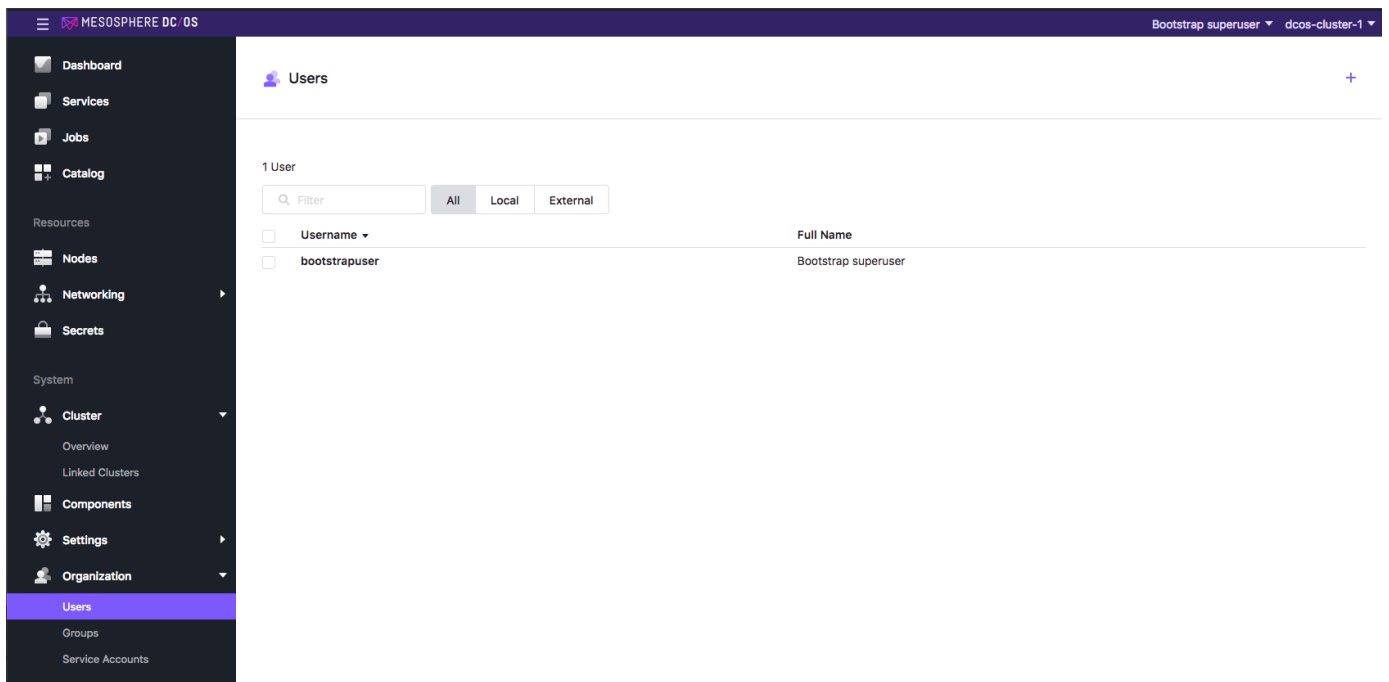 MESOSPHERE DC/OS
Bootstrap superuser dcos-cluster-1
Dashboard
Services
Jobs
Catalog
Resources
Nodes
Networking
Secrets
System
Cluster
Overview
Linked Clusters
Components
Settings
Organization
Users
Groups
Service Accounts
Users
+
1 User
Filter All Local External
Username Full Name
bootstrapuser Bootstrap superuser